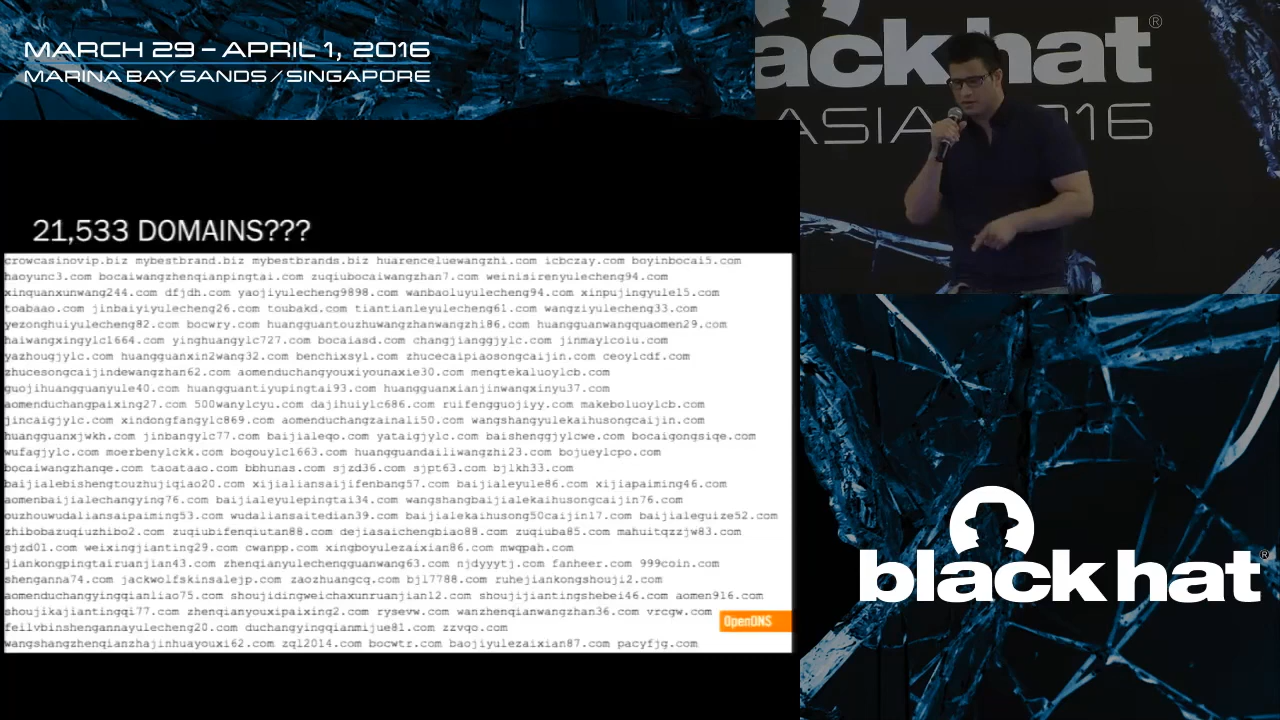 MARCH 29 – APRIL 1, 2016
MARINA BAY SANDS / SINGAPORE
ackhat®
ASIA 2016
21,533 DOMAINS???
crowcasinovip.biz mybestbrand.biz mybestbrands.biz huarenceluewangzhi.com icbczay.com boyinbocai5.com
haoyunc3.com bocaiwangzhenqianpingtai.com zuqiubocaiwangzhan7.com weinisirenyulecheng94.com
xinquanxunwang244.com dfjdh.com yaojiyulecheng9898.com wanbaoluyulecheng94.com xinpujingyule15.com
toabaao.com jinbaiyiyulecheng26.com toubakd.com tiantianleyulecheng61.com wangziyulecheng33.com
yezonghuiyulecheng82.com bocwry.com huangguantouzhuwangzhanwangzhi86.com huangguanwangquaomen29.com
haiwangxingylc1664.com yinghuangylc727.com bocaiasd.com changjianggjylc.com jinmaylcoiu.com
yazhougjylc.com huangguanxin2wang32.com benchixsyl.com zhucecaipiaosongcaijin.com ceoylcdf.com
zhucesongcaijindewangzhan62.com aomenduchangyouxiyounaxie30.com mengtekaluoylcb.com
guojihuangguanyule40.com huangguantiyupingtai93.com huangguanxianjinwangxinyu37.com
aomenduchangpaixing27.com 500wanylcyu.com dajihuiylc686.com ruifengguojiyy.com makeboluoylcb.com
jincaigjylc.com xindongfangylc869.com aomenduchangzainali50.com wangshangyulekaihusongcaijin.com
huangguanxjwkh.com jinbangylc77.com baijialeqo.com yataigjylc.com baishenggjylcwe.com bocaigongsiqe.com
wufagjylc.com moerbenylckk.com bogouylc1663.com huangguandailiwangzhi23.com bojueylcpo.com
bocaiwangzhanqe.com taoataao.com bbhunas.com sjzd36.com sjpt63.com bjlkh33.com
baijialebishengtouzhujiqiao20.com xijialiansaijifenbang57.com baijialeyule86.com xijiapaiming46.com
aomenbaijialechangying76.com baijialeyulepingtai34.com wangshangbaijialekaihusongcaijin76.com
ouzhouwudaliansaipaiming53.com wudaliansaitedian39.com baijialekaihusong50caijin17.com baijialeguize52.com
zhibobazuqiuzhibo2.com zuqiubifenqiutan88.com dejiasaichengbiao88.com zuqiuba85.com mahuitqzzjw83.com
sjzd01.com weixingjianting29.com cwanpp.com xingboyulezaixian86.com mwqpah.com
jiankongpingtairuanjian43.com zhenqianyulechengguanwang63.com njdyyytj.com fanheer.com 999coin.com
shenganna74.com jackwolfskinsalejp.com zaozhuangcq.com bjl7788.com ruhejiankongshouji2.com
aomenduchangyingqianliao75.com shoujidingweichaxunruanjian12.com shoujijiantingshebei46.com aomen916.com
shoujikajiantingqi77.com zhenqianyouxipaixing2.com rysevw.com wanzhenqianwangzhan36.com vrcgw.com
feilvbinshengannayulecheng20.com duchangyingqianmijue81.com zzvqo.com
wangshangzhenqianzhajinhuayouxi62.com zql2014.com bocwtr.com baojiyulezaixian87.com pacyfjg.com
OpenDNS
black hat®